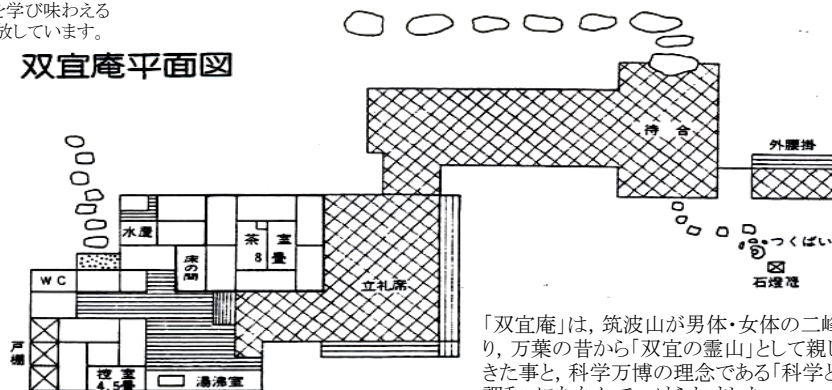 を学び味わえる
放しています。
双宜庵平面図
待合
外腰掛
水屋
茶室
8畳
床の間
つくばい
WC
立礼席
石燈籠
戸棚
控室
4.5畳
湯沸室
「双宜庵」は，筑波山が男体・女体の二峰
り，万葉の昔から「双宜の霊山」として親し
きた事と，科学万博の理念である「科学と